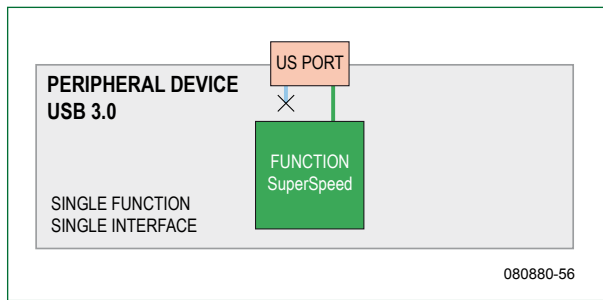 US PORT
PERIPHERAL DEVICE
USB 3.0
FUNCTION
SuperSpeed
SINGLE FUNCTION
SINGLE INTERFACE
080880-56